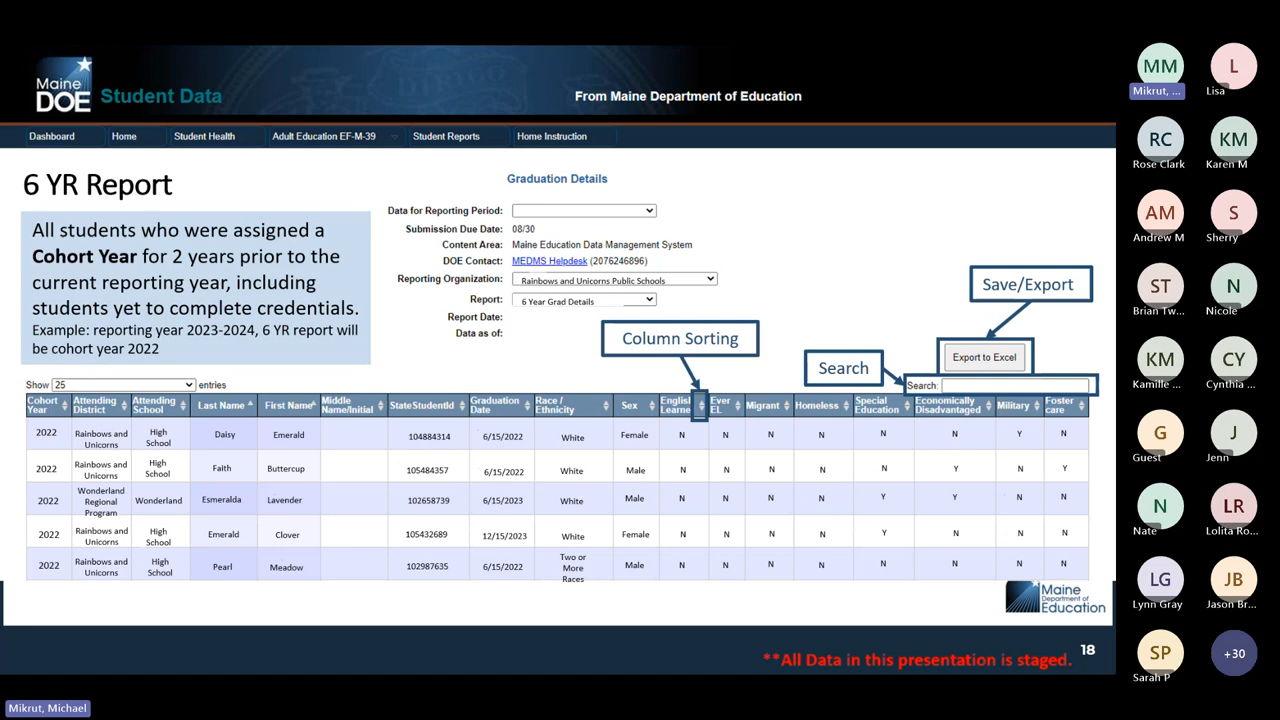 Maine
DOE Student Data
From Maine Department of Education
Dashboard Home Student Health Adult Education EF-M-39 Student Reports Home Instruction
6 YR Report
All students who were assigned a
Cohort Year for 2 years prior to the
current reporting year, including
students yet to complete credentials.
Example: reporting year 2023-2024, 6 YR report will
be cohort year 2022
Graduation Details
Data for Reporting Period:
Submission Due Date: 08/30
Content Area: Maine Education Data Management System
DOE Contact: MEDMS Helpdesk (2076246896)
Reporting Organization: Rainbows and Unicorns Public Schools
Report: 6 Year Grad Details
Report Date:
Data as of:
Column Sorting
Search
Save/Export
Export to Excel
Show 25 entries
Search:
Cohort Year Attending District Attending School Last Name First Name Middle Name/Initial StateStudentId Graduation Date Race / Ethnicity Sex English Learne Ever EL Migrant Homeless Special Education Economically Disadvantaged Military Foster care
2022 Rainbows and Unicorns High School Daisy Emerald 104884314 6/15/2022 White Female N N N N N N Y N
2022 Rainbows and Unicorns High School Faith Buttercup 105484357 6/15/2022 White Male N N N N N Y N Y
2022 Wonderland Regional Program Wonderland Esmeralda Lavender 102658739 6/15/2023 White Male N N N N Y Y N N
2022 Rainbows and Unicorns High School Emerald Clover 105432689 12/15/2023 White Female N N N N Y N N N
2022 Rainbows and Unicorns High School Pearl Meadow 102987635 6/15/2022 Two or More Races Male N N N N N N N N
Maine
Department of
Education
**All Data in this presentation is staged.
18
MM
Mikrut, ...
L
Lisa
RC
Rose Clark
KM
Karen M
AM
Andrew M
S
Sherry
ST
Brian Tw...
N
Nicole
KM
Kamille ...
CY
Cynthia ...
G
Guest
J
Jenn
N
Nate
LR
Lolita Ro...
LG
Lynn Gray
JB
Jason Br...
SP
Sarah P
+30
Mikrut, Michael